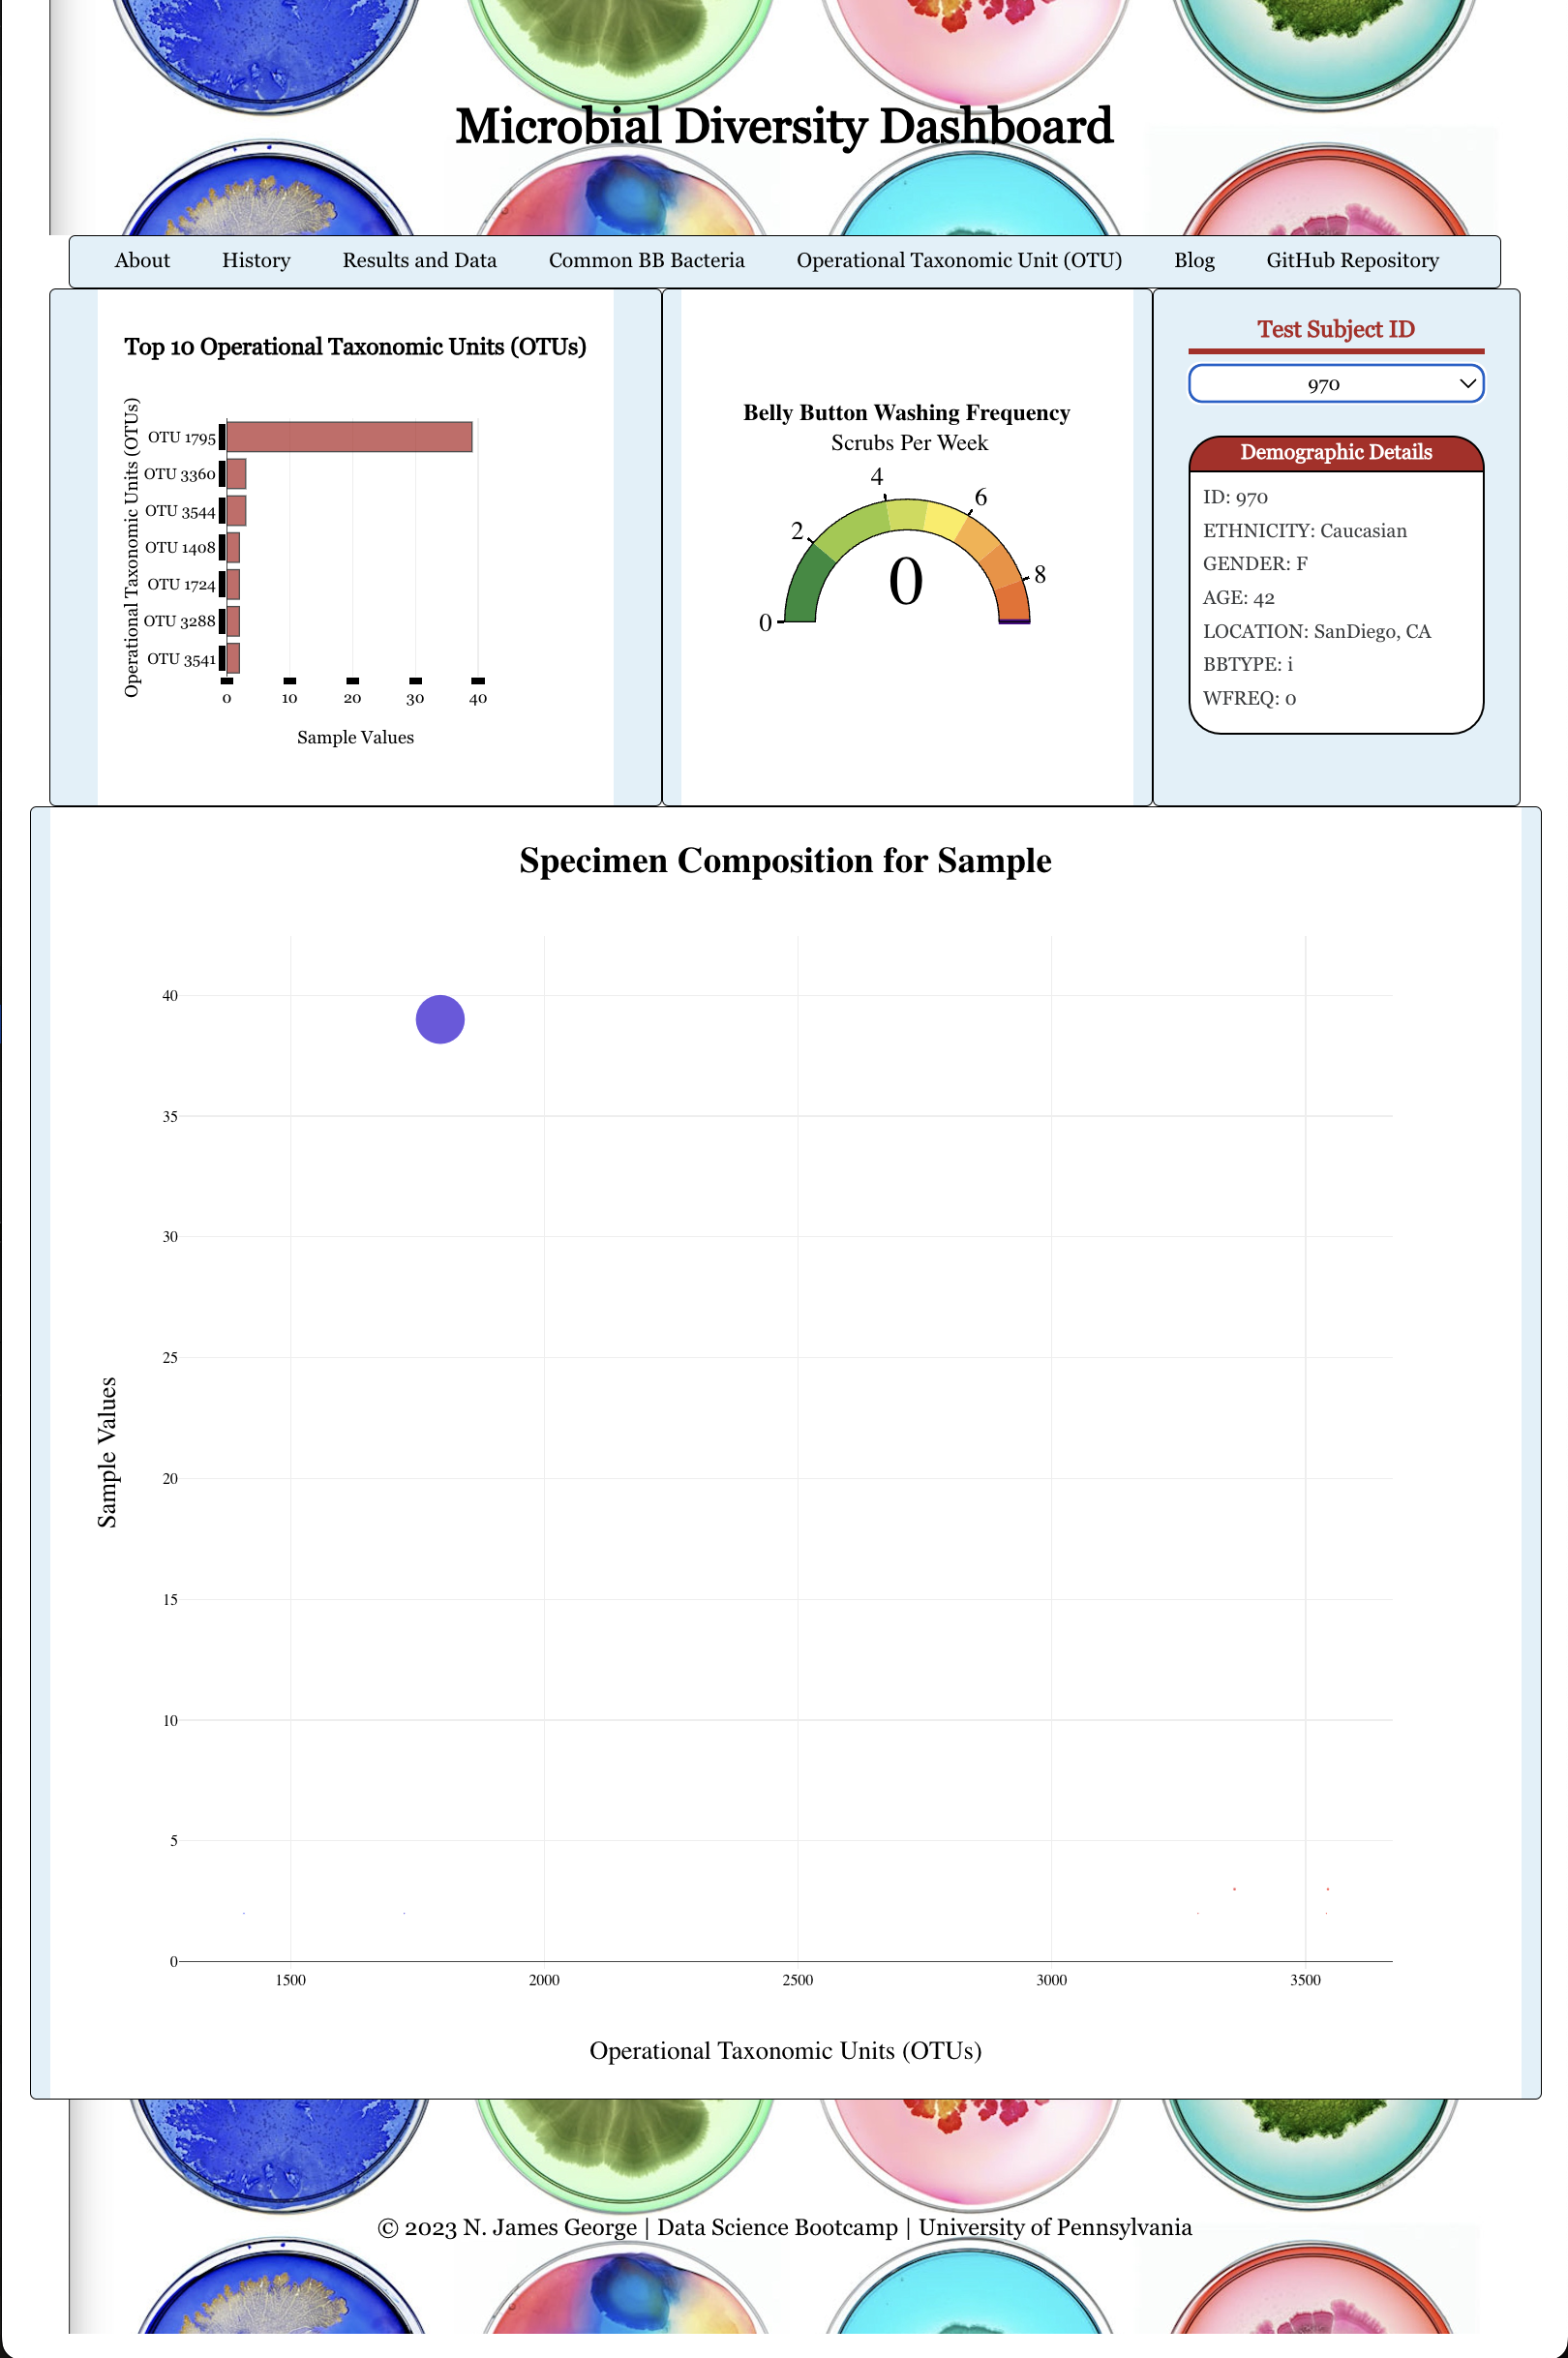 Microbial Diversity Dashboard
About History Results and Data Common BB Bacteria Operational Taxonomic Unit (OTU) Blog GitHub Repository
Top 10 Operational Taxonomic Units (OTUs)
Operational Taxonomic Units (OTUs)
OTU 1795
OTU 3360
OTU 3544
OTU 1408
OTU 1724
OTU 3288
OTU 3541
0 10 20 30 40
Sample Values
Belly Button Washing Frequency
Scrubs Per Week
0
2
4
6
8
0
Test Subject ID
970
Demographic Details
ID: 970
ETHNICITY: Caucasian
GENDER: F
AGE: 42
LOCATION: SanDiego, CA
BBTYPE: i
WFREQ: 0
Specimen Composition for Sample
Sample Values
40
35
30
25
20
15
10
5
0
1500 2000 2500 3000 3500
Operational Taxonomic Units (OTUs)
© 2023 N. James George | Data Science Bootcamp | University of Pennsylvania